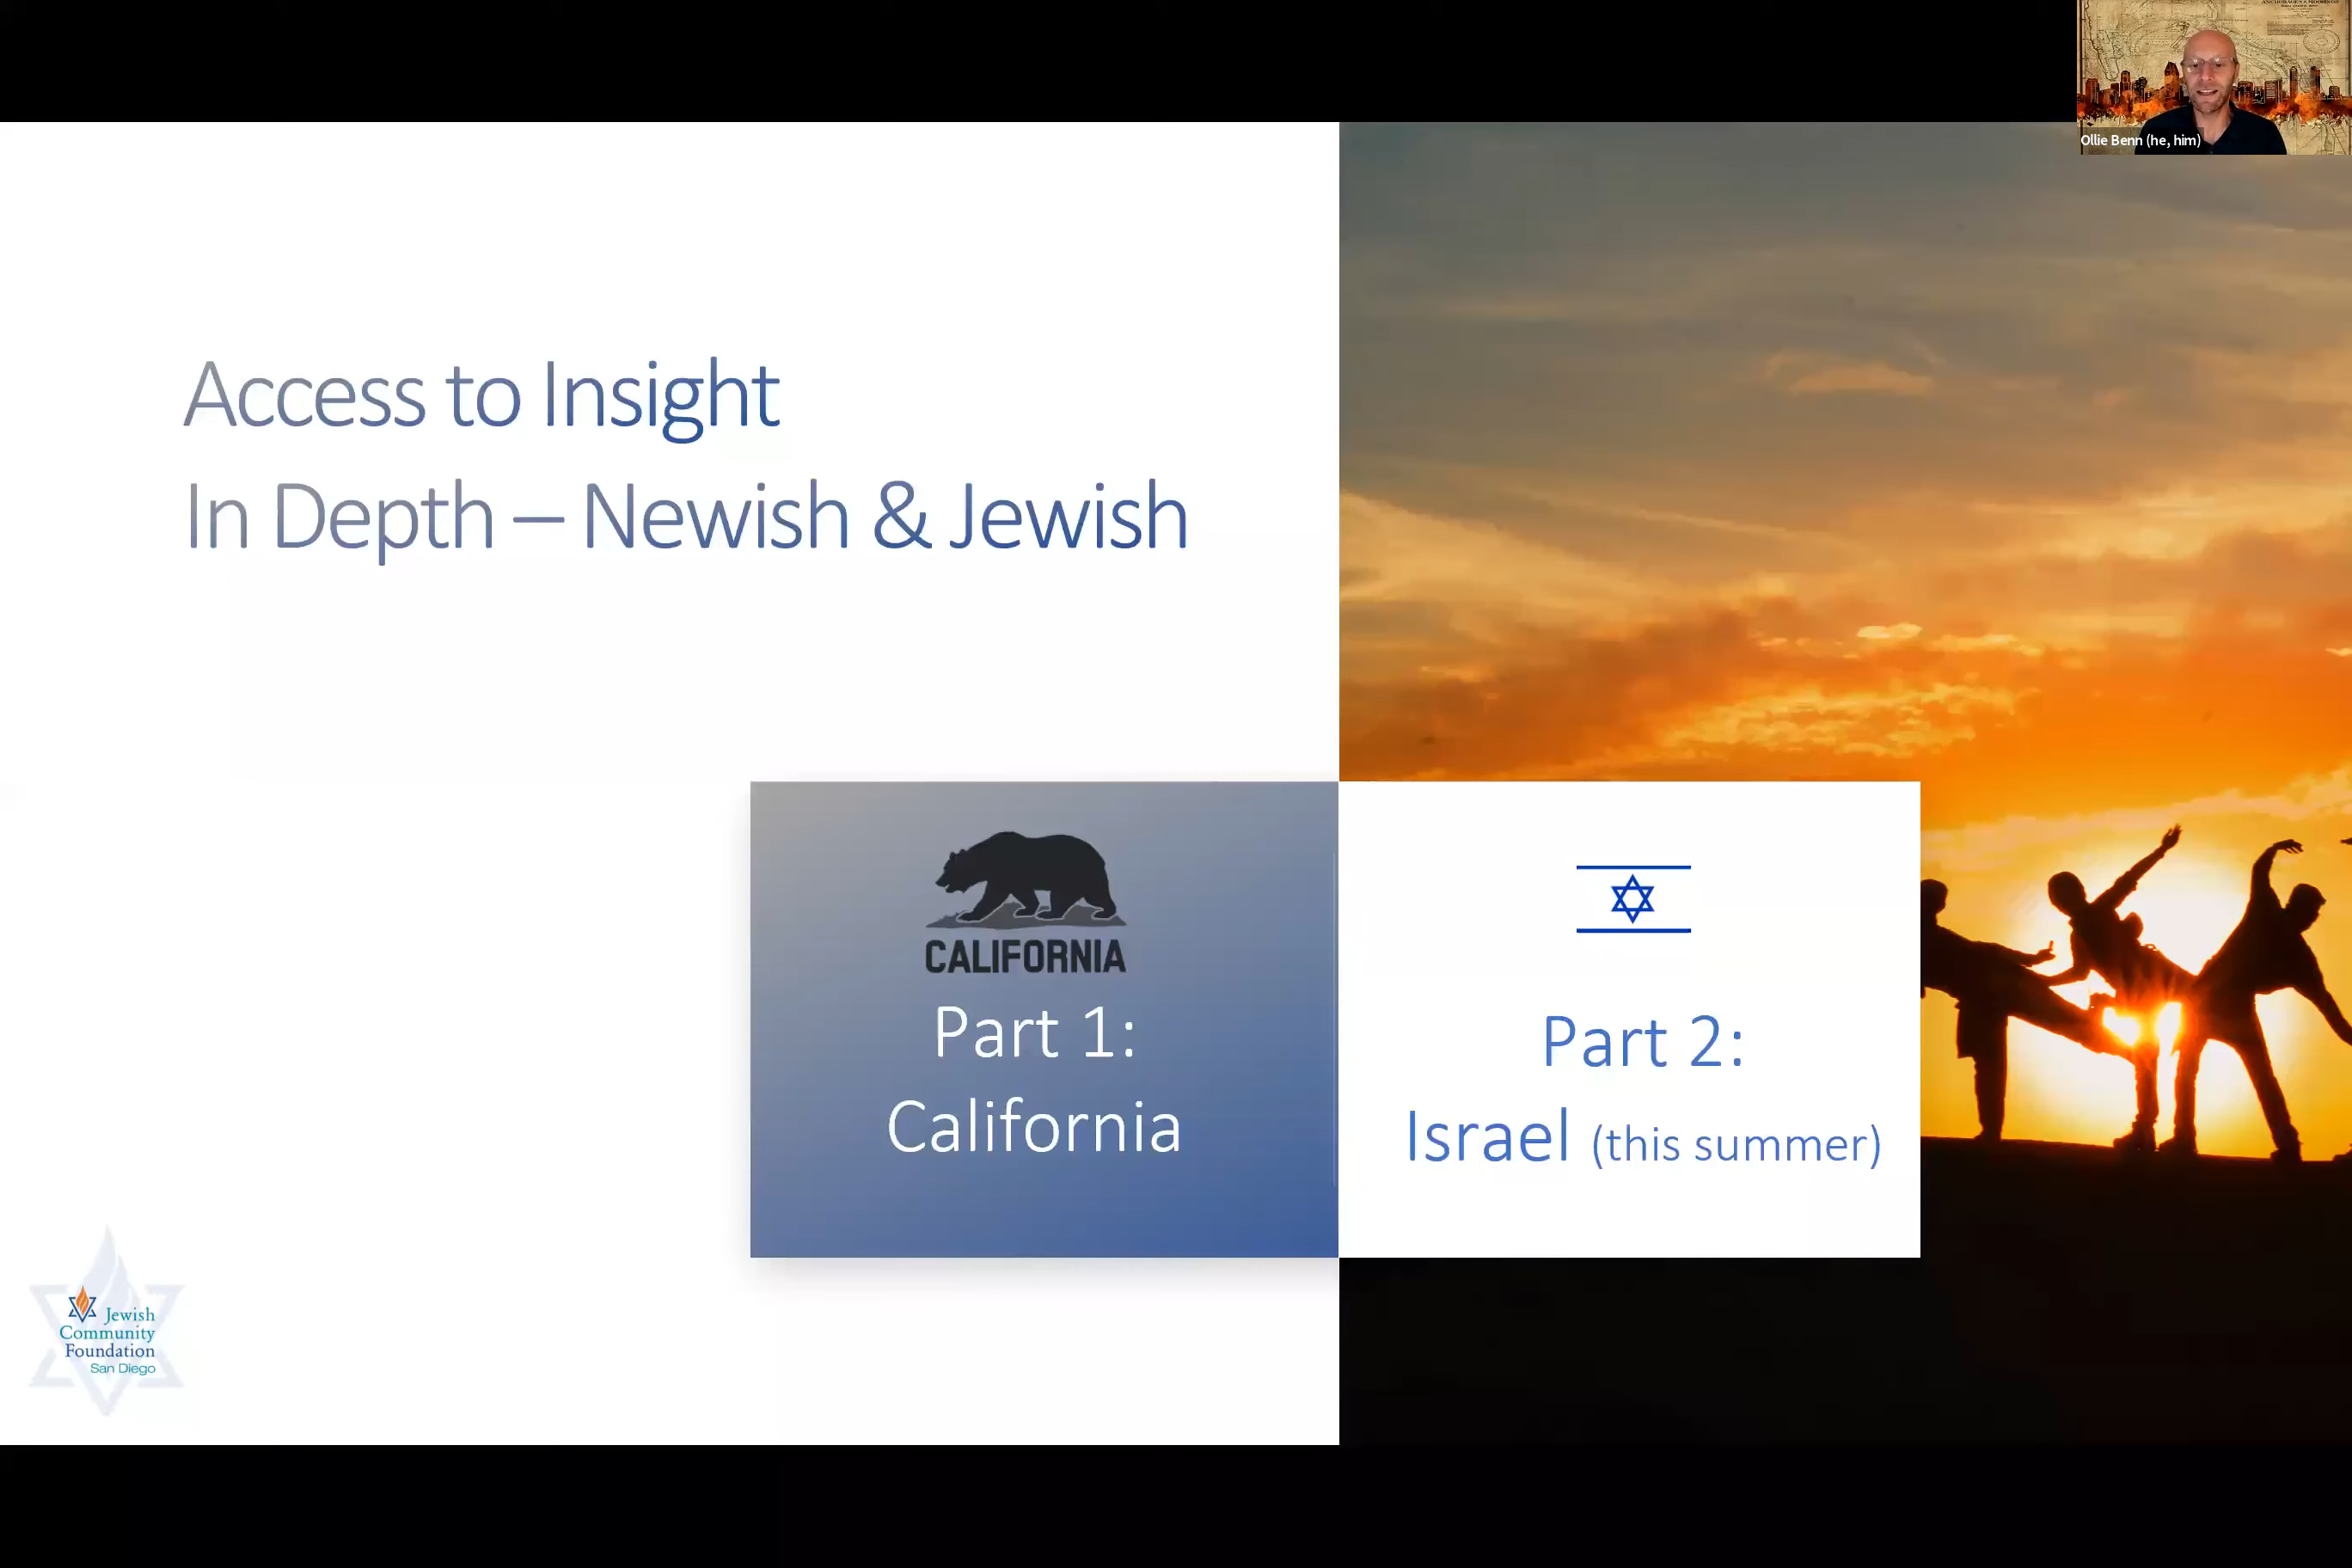 Ollie Benn (he, him)
Access to Insight
In Depth – Newish & Jewish
CALIFORNIA
Part 1:
California
Part 2:
Israel (this summer)
Jewish
Community
Foundation
San Diego